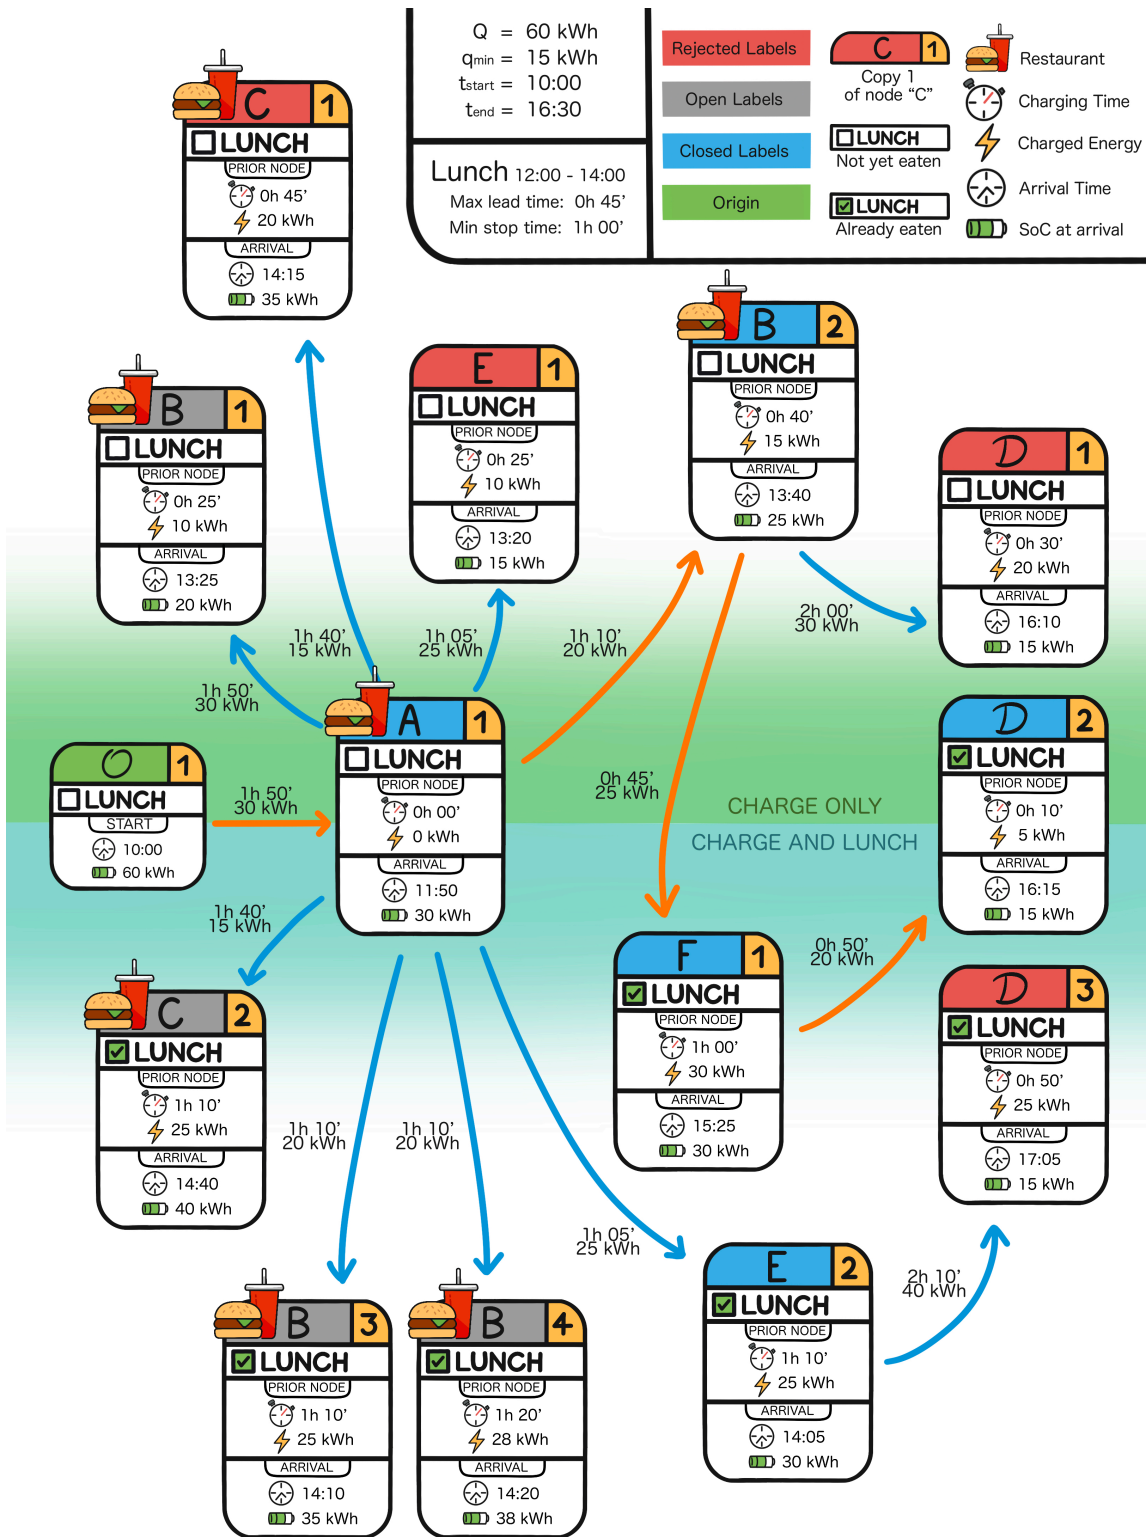 Q = 60 kWh
qmin = 15 kWh
tstart = 10:00
tend = 16:30
Lunch 12:00 - 14:00
Max lead time: 0h 45'
Min stop time: 1h 00'
Rejected Labels
Open Labels
Closed Labels
Origin
C 1
Copy 1
of node "C"
LUNCH
Not yet eaten
LUNCH
Already eaten
Restaurant
Charging Time
Charged Energy
Arrival Time
SoC at arrival
C 1
LUNCH
PRIOR NODE
0h 45'
20 kWh
ARRIVAL
14:15
35 kWh
B 1
LUNCH
PRIOR NODE
0h 25'
10 kWh
ARRIVAL
13:25
20 kWh
E 1
LUNCH
PRIOR NODE
0h 25'
10 kWh
ARRIVAL
13:20
15 kWh
B 2
LUNCH
PRIOR NODE
0h 40'
15 kWh
ARRIVAL
13:40
25 kWh
D 1
LUNCH
PRIOR NODE
0h 30'
20 kWh
ARRIVAL
16:10
15 kWh
2h 00'
30 kWh
1h 40'
15 kWh
1h 05'
25 kWh
1h 10'
20 kWh
1h 50'
30 kWh
O 1
LUNCH
START
10:00
60 kWh
1h 50'
30 kWh
A 1
LUNCH
PRIOR NODE
0h 00'
0 kWh
ARRIVAL
11:50
30 kWh
0h 45'
25 kWh
CHARGE ONLY
CHARGE AND LUNCH
D 2
LUNCH
PRIOR NODE
0h 10'
5 kWh
ARRIVAL
16:15
15 kWh
1h 40'
15 kWh
C 2
LUNCH
PRIOR NODE
1h 10'
25 kWh
ARRIVAL
14:40
40 kWh
F 1
LUNCH
PRIOR NODE
1h 00'
30 kWh
ARRIVAL
15:25
30 kWh
0h 50'
20 kWh
D 3
LUNCH
PRIOR NODE
0h 50'
25 kWh
ARRIVAL
17:05
15 kWh
1h 10'
20 kWh
1h 10'
20 kWh
1h 05'
25 kWh
2h 10'
40 kWh
B 3
LUNCH
PRIOR NODE
1h 10'
25 kWh
ARRIVAL
14:10
35 kWh
B 4
LUNCH
PRIOR NODE
1h 20'
28 kWh
ARRIVAL
14:20
38 kWh
E 2
LUNCH
PRIOR NODE
1h 10'
25 kWh
ARRIVAL
14:05
30 kWh